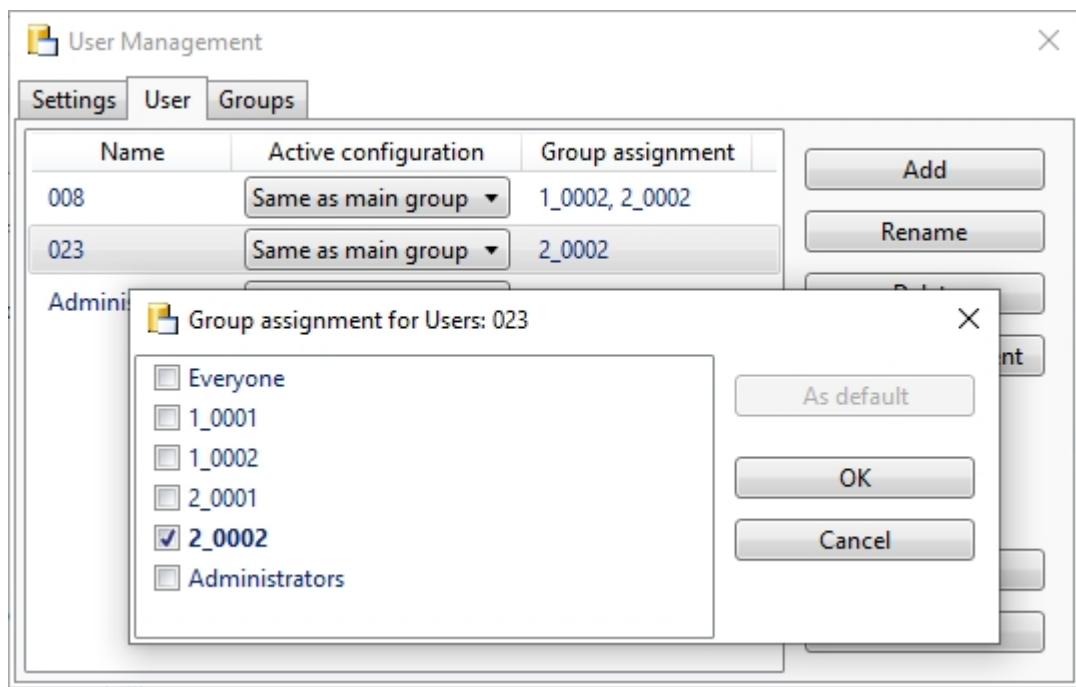 User Management
Settings User Groups
Name Active configuration Group assignment
008 Same as main group 1_0002, 2_0002
023 Same as main group 2_0002
Add
Rename
Group assignment for Users: 023
Everyone
1_0001
1_0002
2_0001
2_0002
Administrators
As default
OK
Cancel